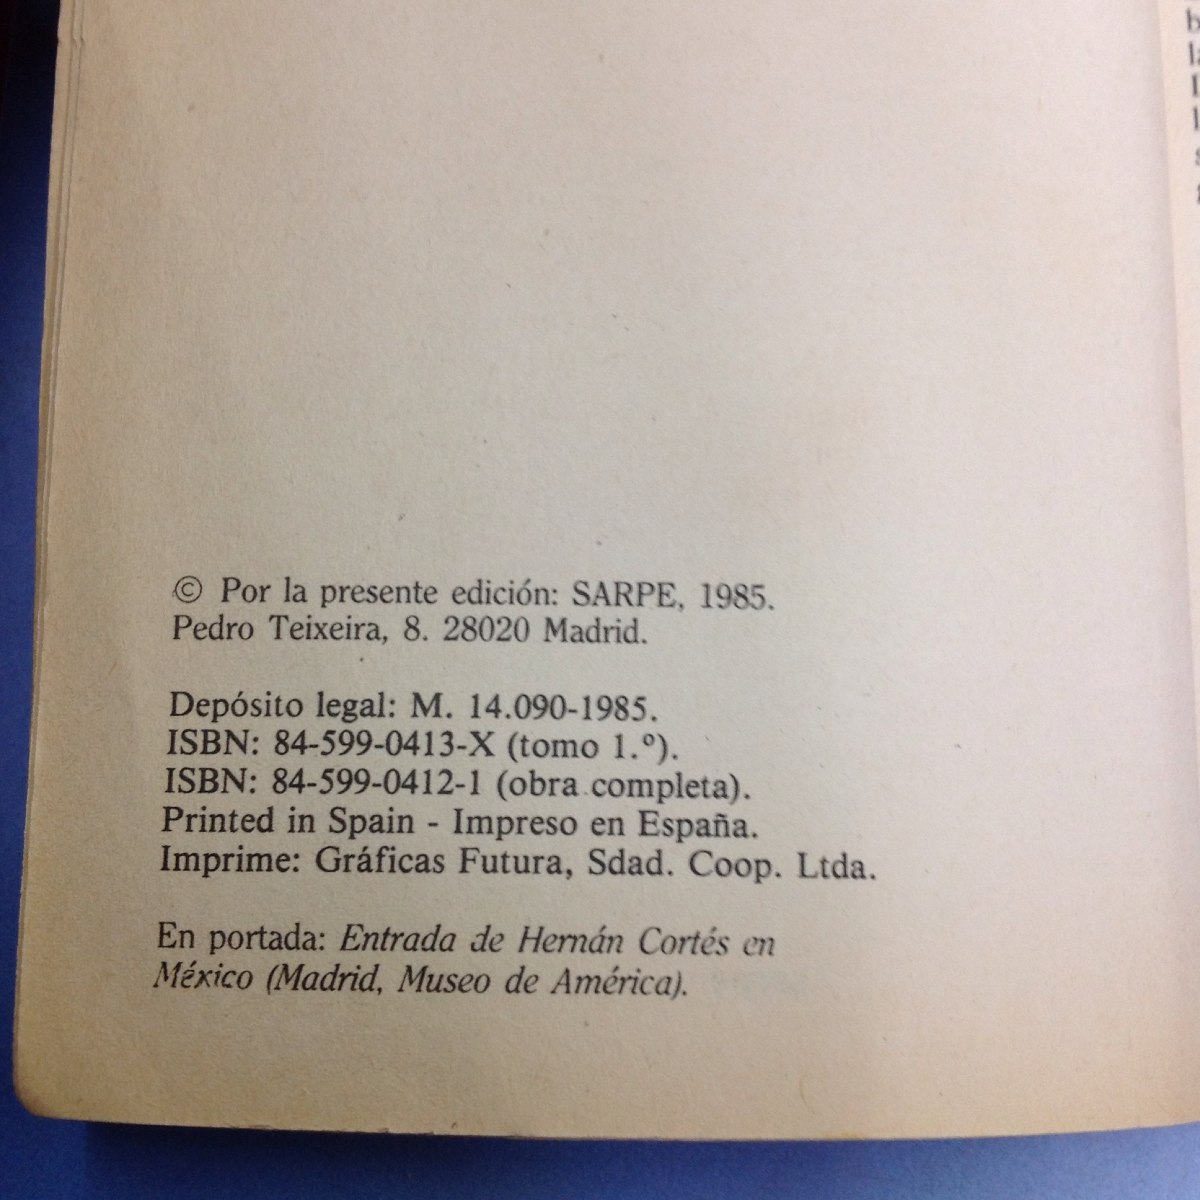 © Por la presente edición: SARPE, 1985.
Pedro Teixeira, 8. 28020 Madrid.
Depósito legal: M. 14.090-1985.
ISBN: 84-599-0413-X (tomo 1.º).
ISBN: 84-599-0412-1 (obra completa).
Printed in Spain - Impreso en España.
Imprime: Gráficas Futura, Sdad. Coop. Ltda.
En portada: Entrada de Hernán Cortés en
México (Madrid, Museo de América).